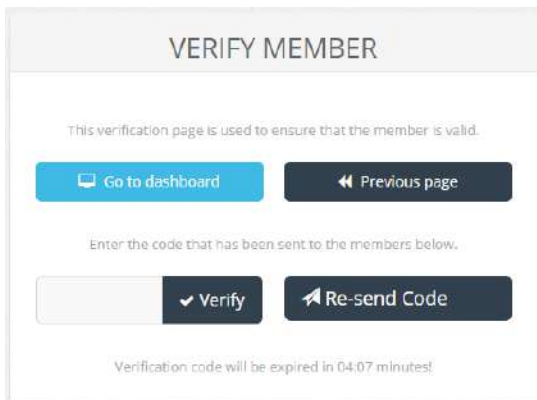 VERIFY MEMBER
This verification page is used to ensure that the member is valid.
Go to dashboard
Previous page
Enter the code that has been sent to the members below.
Verify
Re-send Code
Verification code will be expired in 04:07 minutes!